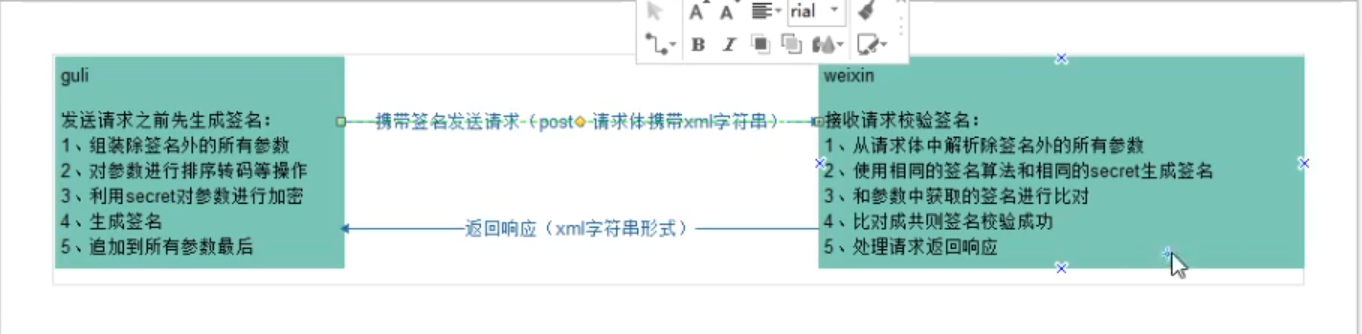 rial
B I
guli
发送请求之前先生成签名：
1、组装除签名外的所有参数
2、对参数进行排序转码等操作
3、利用secret对参数进行加密
4、生成签名
5、追加到所有参数最后
携带签名发送请求（post 请求体携带xml字符串）
返回响应（xml字符串形式）
weixin
接收请求校验签名：
1、从请求体中解析除签名外的所有参数
2、使用相同的签名算法和相同的secret生成签名
3、和参数中获取的签名进行比对
4、比对成共则签名校验成功
5、处理请求返回响应